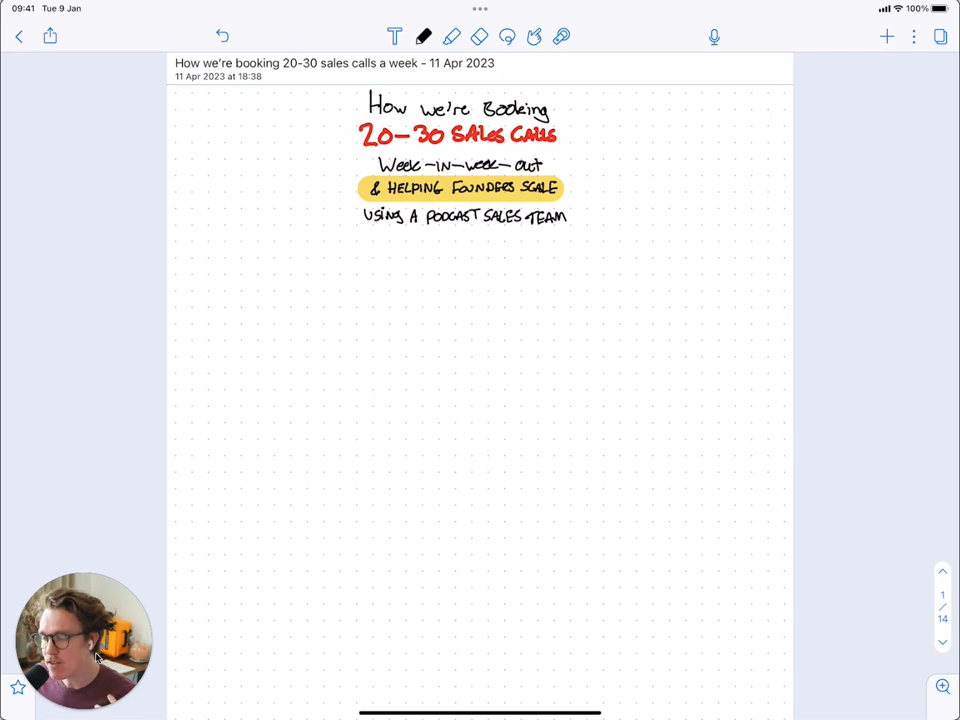 09:41 Tue 9 Jan
100%
How we're booking 20-30 sales calls a week - 11 Apr 2023
11 Apr 2023 at 18:38
How we're Booking
20-30 SALES CALLS
Week-in-week-out
& HELPING FOUNDERS SCALE
USING A PODCAST SALES TEAM
1
/
14